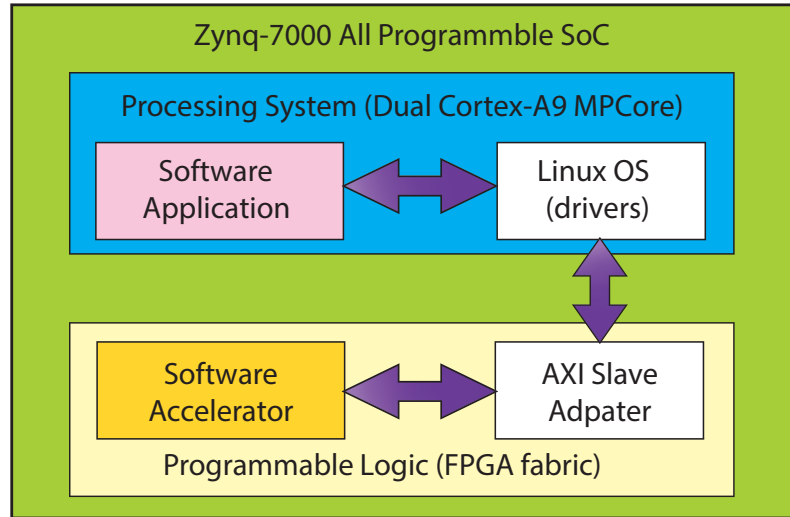 Zynq-7000 All Programmble SoC
Processing System (Dual Cortex-A9 MPCore)
Software
Application
Linux OS
(drivers)
Software
Accelerator
AXI Slave
Adpater
Programmable Logic (FPGA fabric)